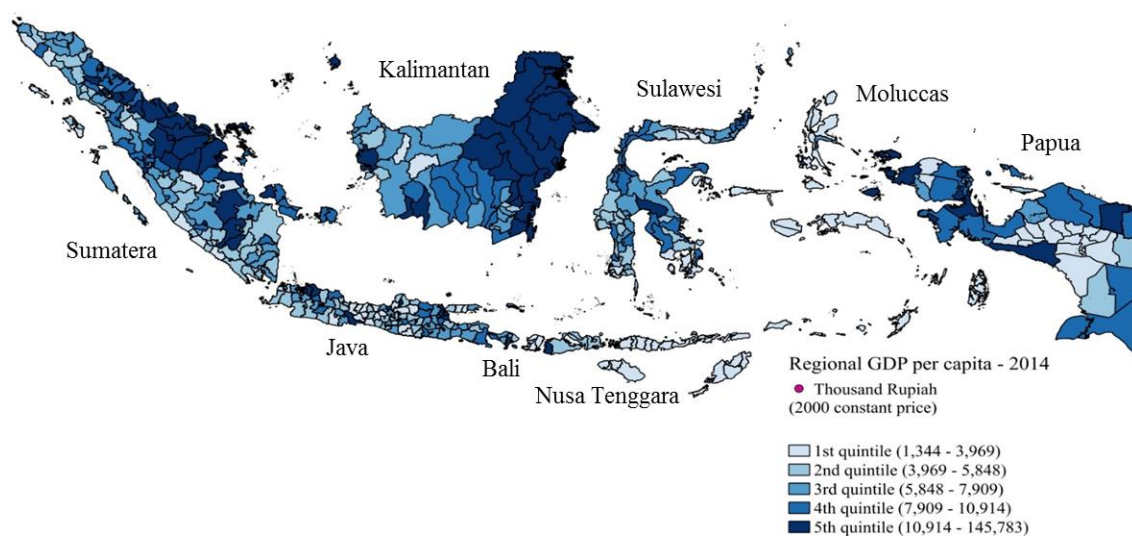 Kalimantan
Sulawesi
Moluccas
Papua
Sumatera
Java
Bali
Nusa Tenggara
Regional GDP per capita - 2014
Thousand Rupiah
(2000 constant price)
1st quintile (1,344 - 3,969)
2nd quintile (3,969 - 5,848)
3rd quintile (5,848 - 7,909)
4th quintile (7,909 - 10,914)
5th quintile (10,914 - 145,783)